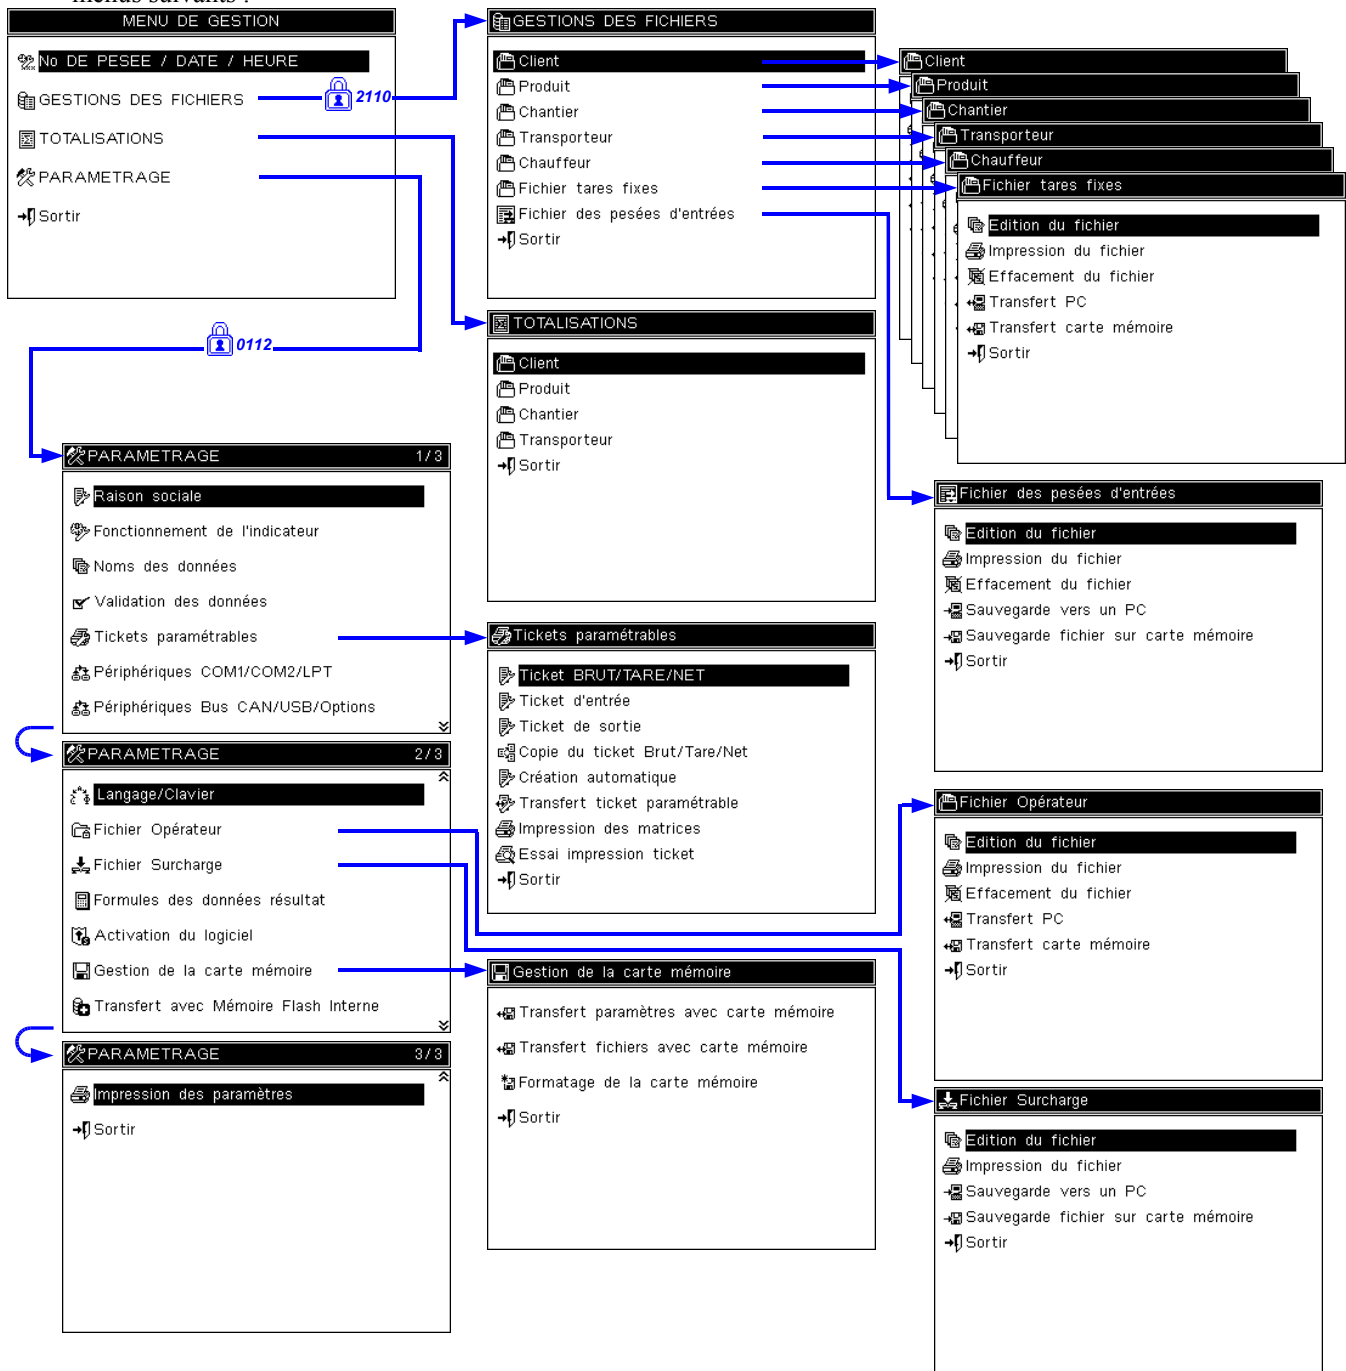 menus suivants :
MENU DE GESTION
No DE PESEE / DATE / HEURE
GESTIONS DES FICHIERS
2110
TOTALISATIONS
PARAMETRAGE
Sortir
0112
GESTIONS DES FICHIERS
Client
Produit
Chantier
Transporteur
Chauffeur
Fichier tares fixes
Fichier des pesées d'entrées
Sortir
Client
Produit
Chantier
Transporteur
Chauffeur
Fichier tares fixes
Edition du fichier
Impression du fichier
Effacement du fichier
Transfert PC
Transfert carte mémoire
Sortir
TOTALISATIONS
Client
Produit
Chantier
Transporteur
Sortir
PARAMETRAGE 1/3
Raison sociale
Fonctionnement de l'indicateur
Noms des données
Validation des données
Tickets paramétrables
Périphériques COM1/COM2/LPT
Périphériques Bus CAN/USB/Options
PARAMETRAGE 2/3
Langage/Clavier
Fichier Opérateur
Fichier Surcharge
Formules des données résultat
Activation du logiciel
Gestion de la carte mémoire
Transfert avec Mémoire Flash Interne
PARAMETRAGE 3/3
Impression des paramètres
Sortir
Tickets paramétrables
Ticket BRUT/TARE/NET
Ticket d'entrée
Ticket de sortie
Copie du ticket Brut/Tare/Net
Création automatique
Transfert ticket paramétrable
Impression des matrices
Essai impression ticket
Sortir
Gestion de la carte mémoire
Transfert paramètres avec carte mémoire
Transfert fichiers avec carte mémoire
Formatage de la carte mémoire
Sortir
Fichier des pesées d'entrées
Edition du fichier
Impression du fichier
Effacement du fichier
Sauvegarde vers un PC
Sauvegarde fichier sur carte mémoire
Sortir
Fichier Opérateur
Edition du fichier
Impression du fichier
Effacement du fichier
Transfert PC
Transfert carte mémoire
Sortir
Fichier Surcharge
Edition du fichier
Impression du fichier
Sauvegarde vers un PC
Sauvegarde fichier sur carte mémoire
Sortir